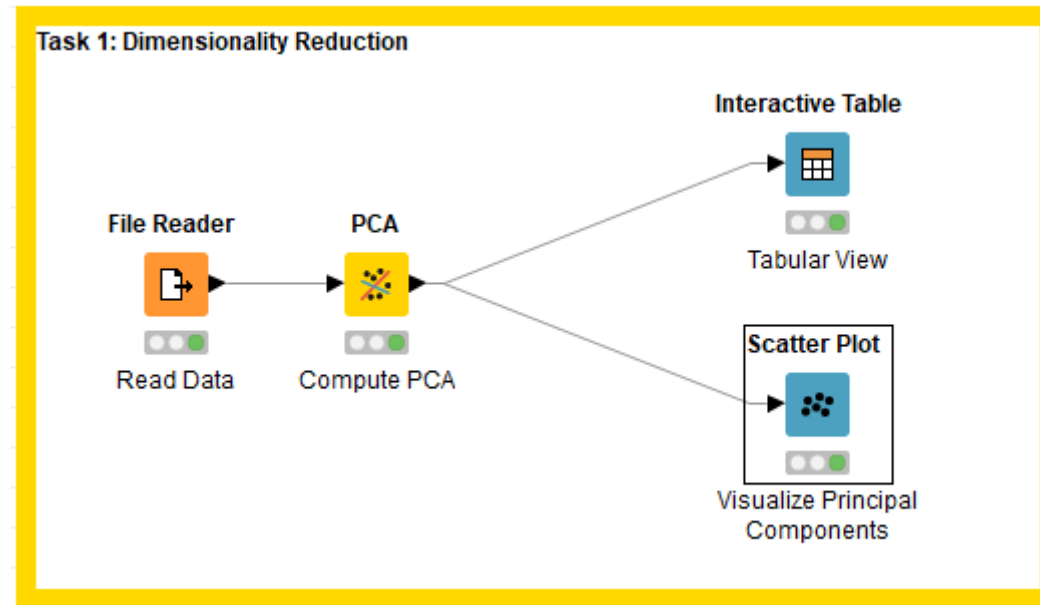 Task 1: Dimensionality Reduction
Interactive Table
Tabular View
File Reader
Read Data
PCA
Compute PCA
Scatter Plot
Visualize Principal
Components